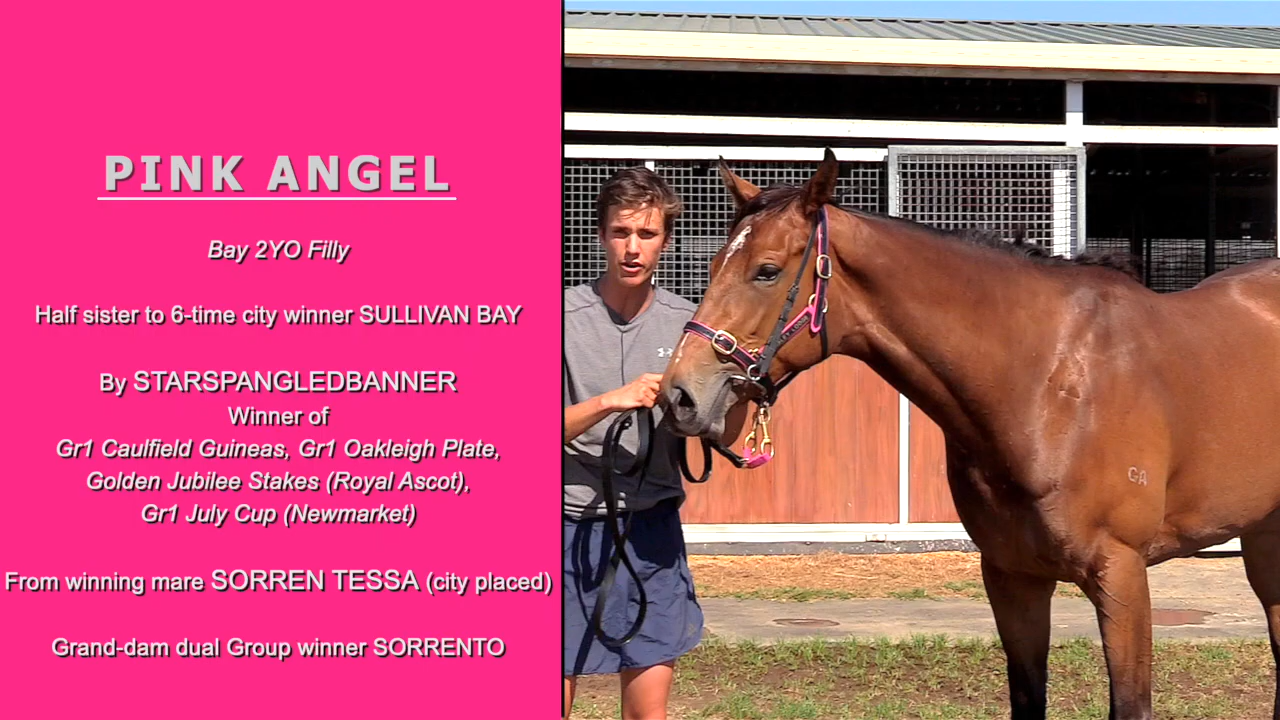 PINK ANGEL
Bay 2YO Filly
Half sister to 6-time city winner SULLIVAN BAY
By STARSPANGLEDBANNER
Winner of
Gr1 Caulfield Guineas, Gr1 Oakleigh Plate,
Golden Jubilee Stakes (Royal Ascot),
Gr1 July Cup (Newmarket)
From winning mare SORREN TESSA (city placed)
Grand-dam dual Group winner SORRENTO
GA